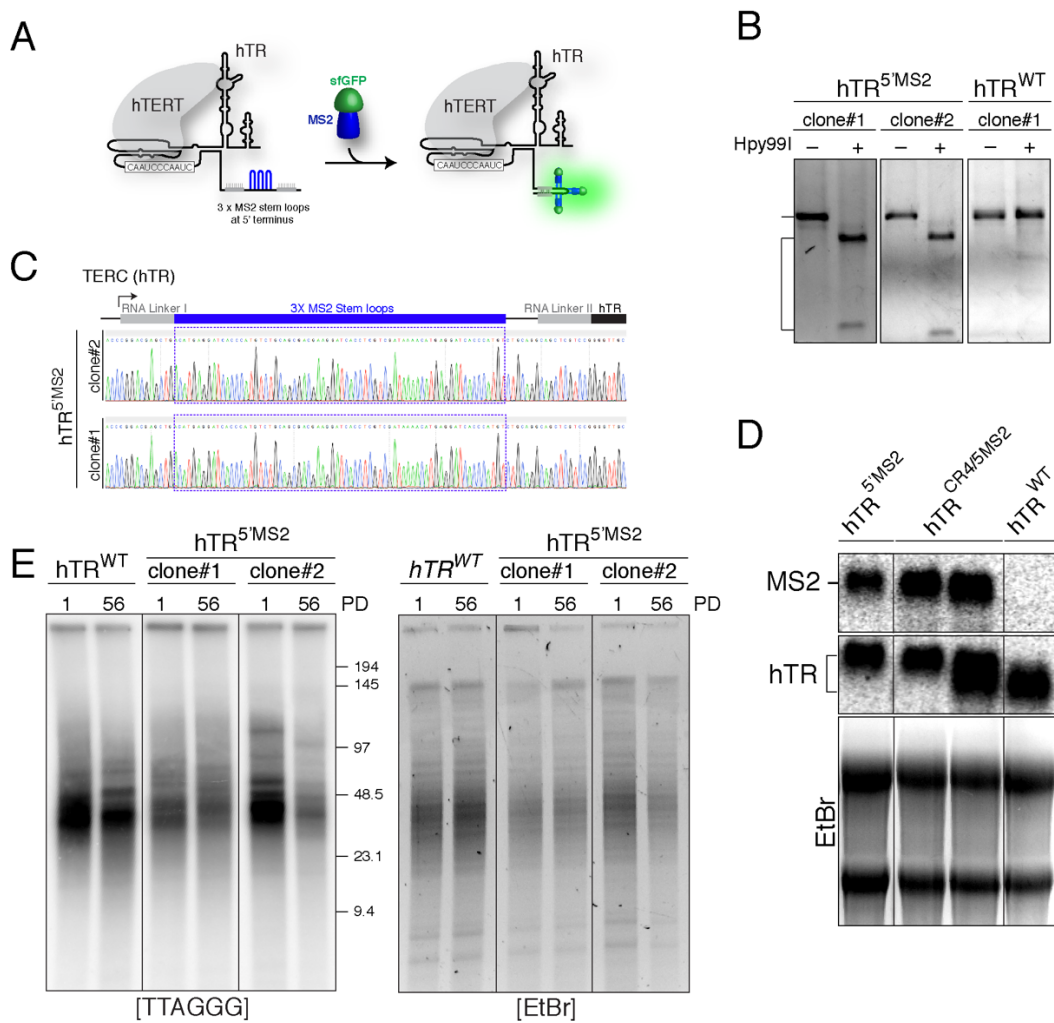 A
hTR
hTERT
CAAUCCCAAUC
3 x MS2 stem loops
at 5' terminus
sfGFP
MS2
hTR
hTERT
CAAUCCCAAUC
B
hTR5'MS2
hTRWT
clone#1
clone#2
clone#1
Hpy99I
– + – + – +
C
TERC (hTR)
RNA Linker I
3X MS2 Stem loops
RNA Linker II
hTR
hTR5'MS2
clone#2
clone#1
D
hTR5'MS2
hTRCR4/5MS2
hTRWT
MS2
hTR
EtBr
E
hTRWT
hTR5'MS2
clone#1
clone#2
1 56 1 56 1 56 PD
194
145
97
48.5
23.1
9.4
[TTAGGG]
hTRWT
hTR5'MS2
clone#1
clone#2
1 56 1 56 1 56 PD
[EtBr]